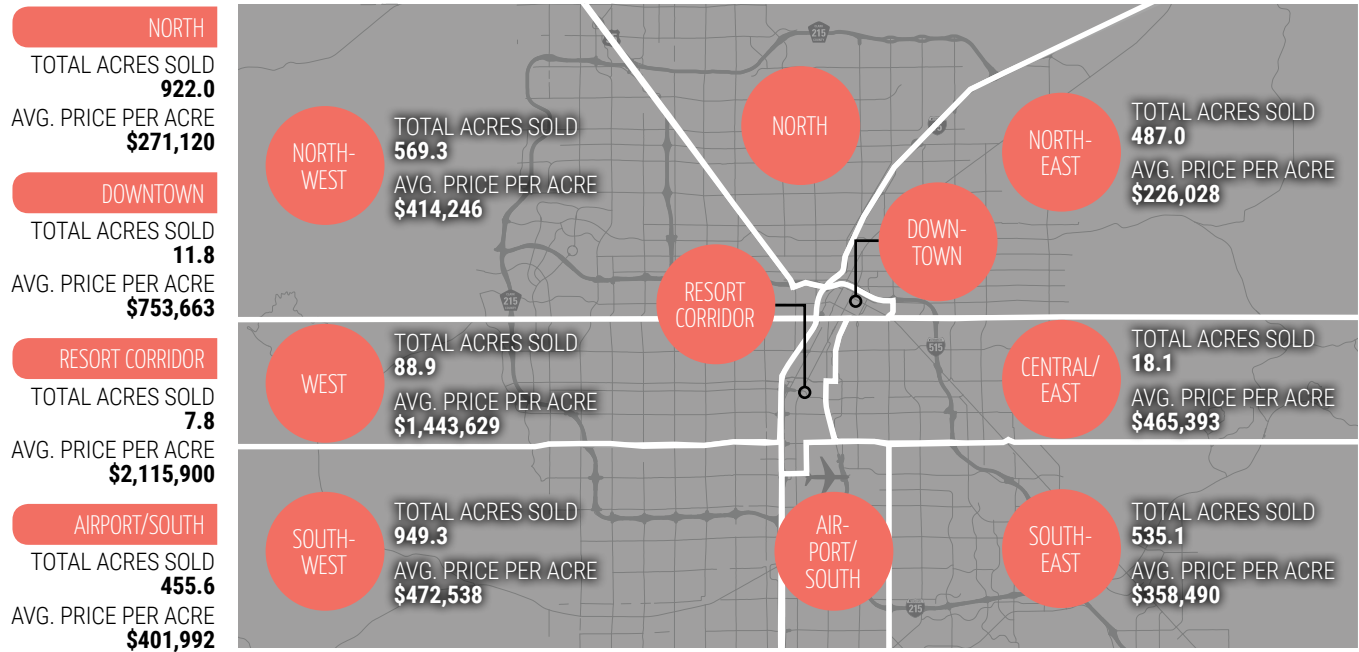 NORTH
TOTAL ACRES SOLD
922.0
AVG. PRICE PER ACRE
$271,120
DOWNTOWN
TOTAL ACRES SOLD
11.8
AVG. PRICE PER ACRE
$753,663
RESORT CORRIDOR
TOTAL ACRES SOLD
7.8
AVG. PRICE PER ACRE
$2,115,900
AIRPORT/SOUTH
TOTAL ACRES SOLD
455.6
AVG. PRICE PER ACRE
$401,992
215
NORTH-
WEST
TOTAL ACRES SOLD
569.3
AVG. PRICE PER ACRE
$414,246
NORTH
NORTH-
EAST
TOTAL ACRES SOLD
487.0
AVG. PRICE PER ACRE
$226,028
DOWN-
TOWN
RESORT
CORRIDOR
215
WEST
TOTAL ACRES SOLD
88.9
AVG. PRICE PER ACRE
$1,443,629
515
CENTRAL/
EAST
TOTAL ACRES SOLD
18.1
AVG. PRICE PER ACRE
$465,393
SOUTH-
WEST
TOTAL ACRES SOLD
949.3
AVG. PRICE PER ACRE
$472,538
AIR-
PORT/
SOUTH
SOUTH-
EAST
TOTAL ACRES SOLD
535.1
AVG. PRICE PER ACRE
$358,490
215